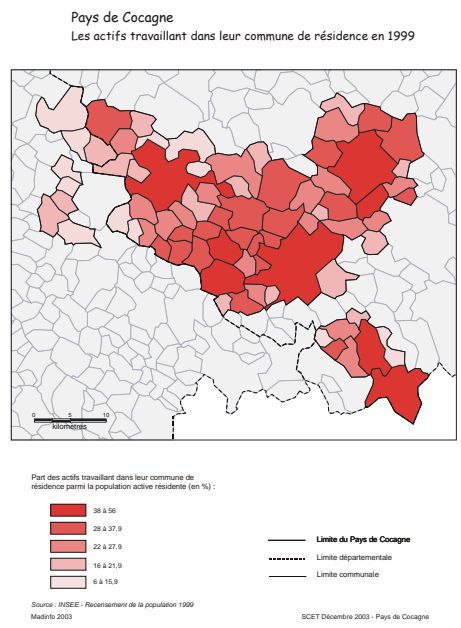 Pays de Cocagne
Les actifs travaillant dans leur commune de résidence en 1999
0 5 10
kilomètres
Part des actifs travaillant dans leur commune de
résidence parmi la population active résidente (en %) :
38 à 56
28 à 37,9
22 à 27,9
16 à 21,9
6 à 15,9
Limite du Pays de Cocagne
Limite départementale
Limite communale
Source : INSEE - Recensement de la population 1999
Madinfo 2003
SCET Décembre 2003 - Pays de Cocagne